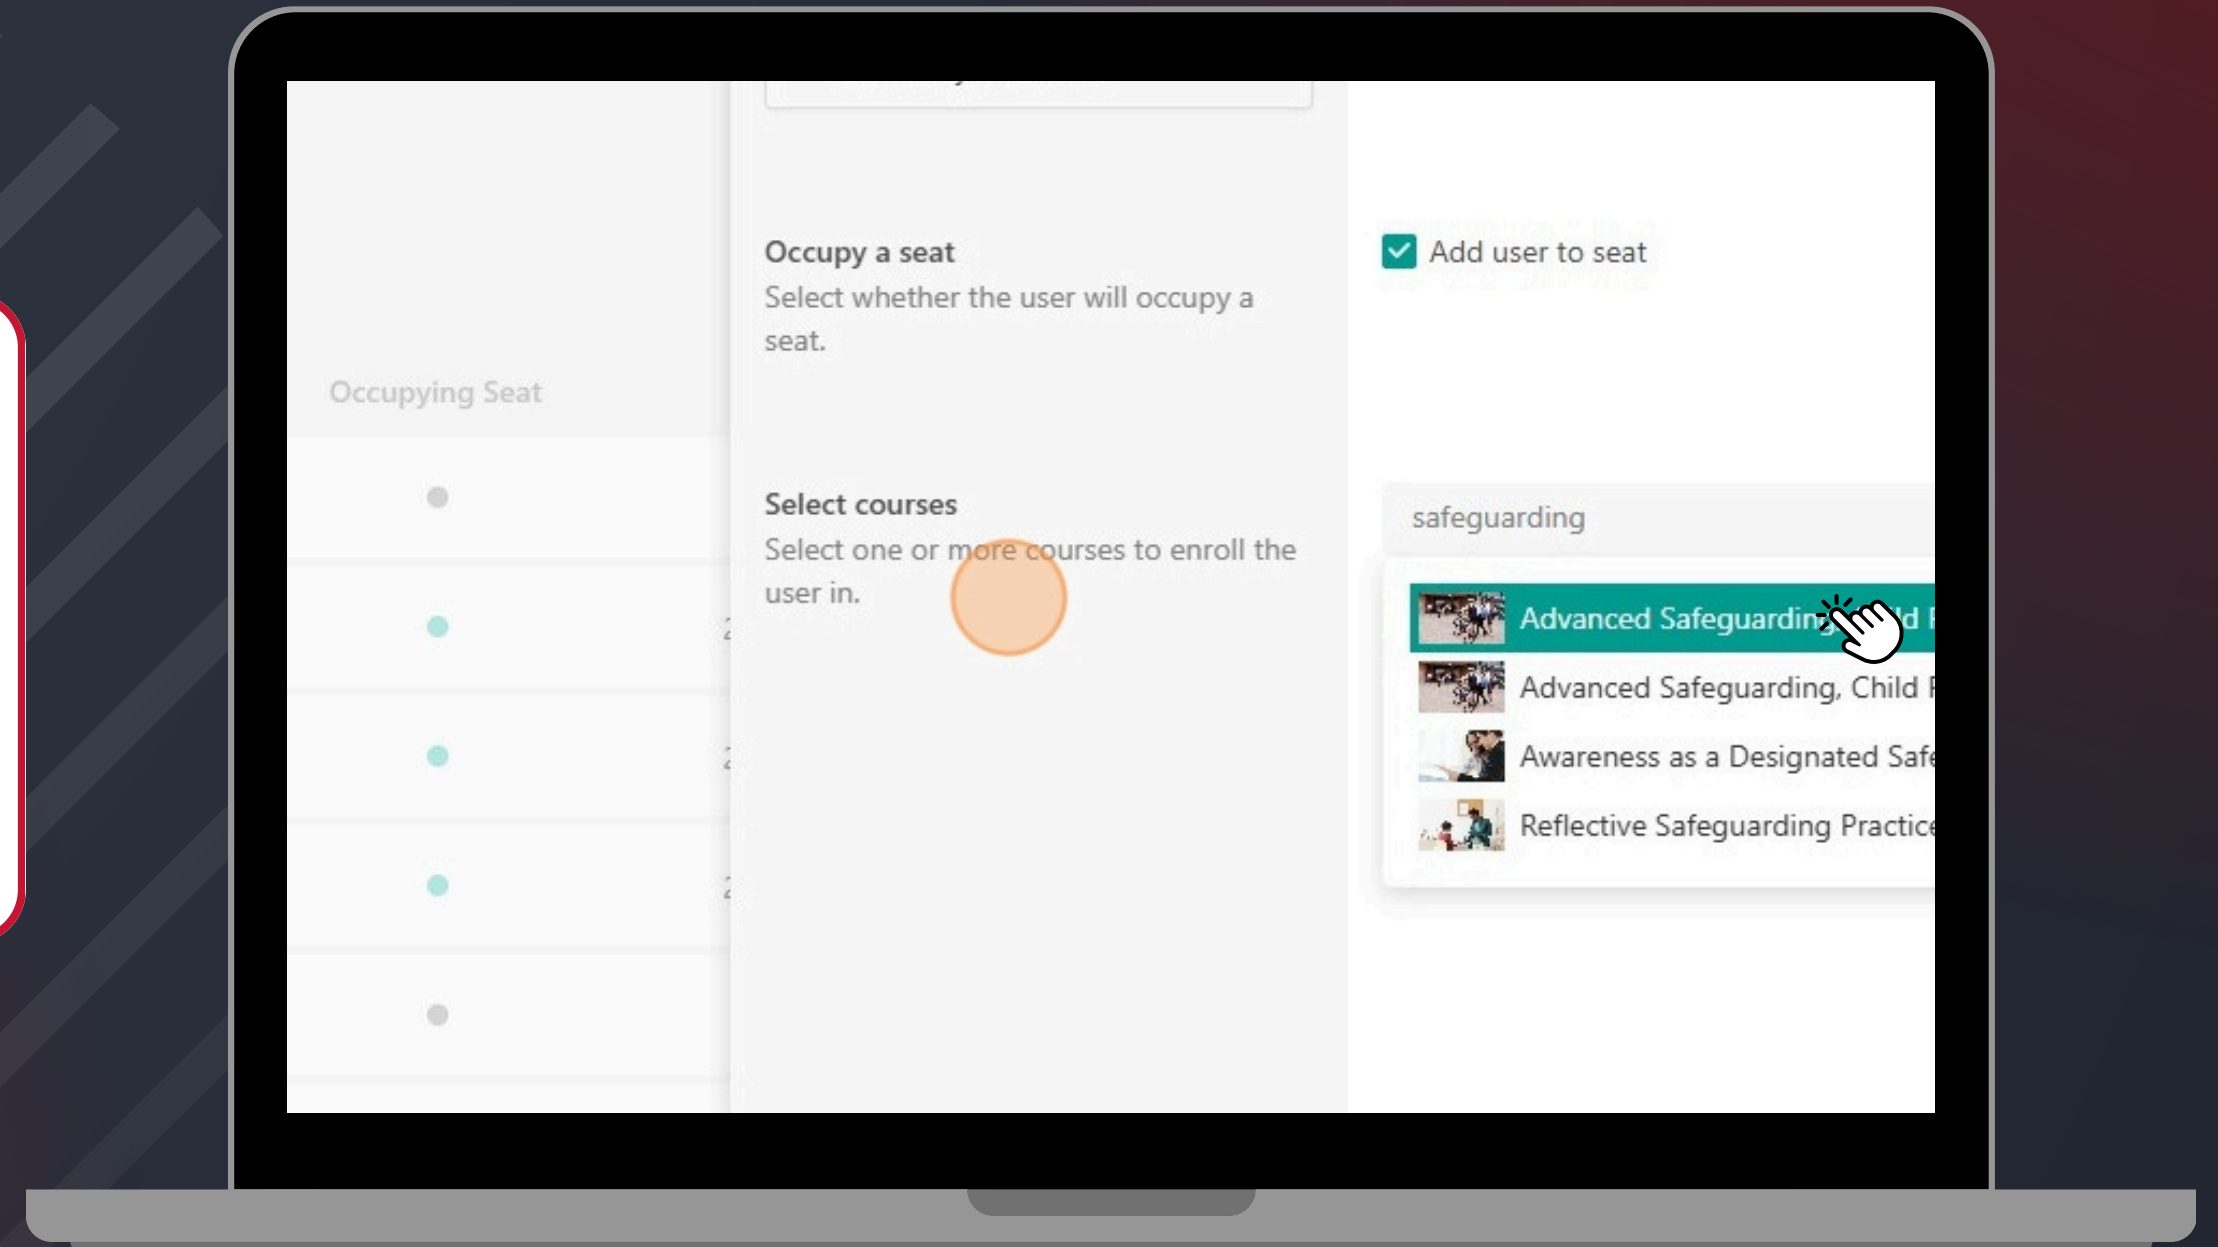 Occupy a seat
Select whether the user will occupy a
seat.
Add user to seat
Occupying Seat
Select courses
Select one or more courses to enroll the
user in.
safeguarding
Advanced Safeguarding
Advanced Safeguarding, Child
Awareness as a Designated
Reflective Safeguarding